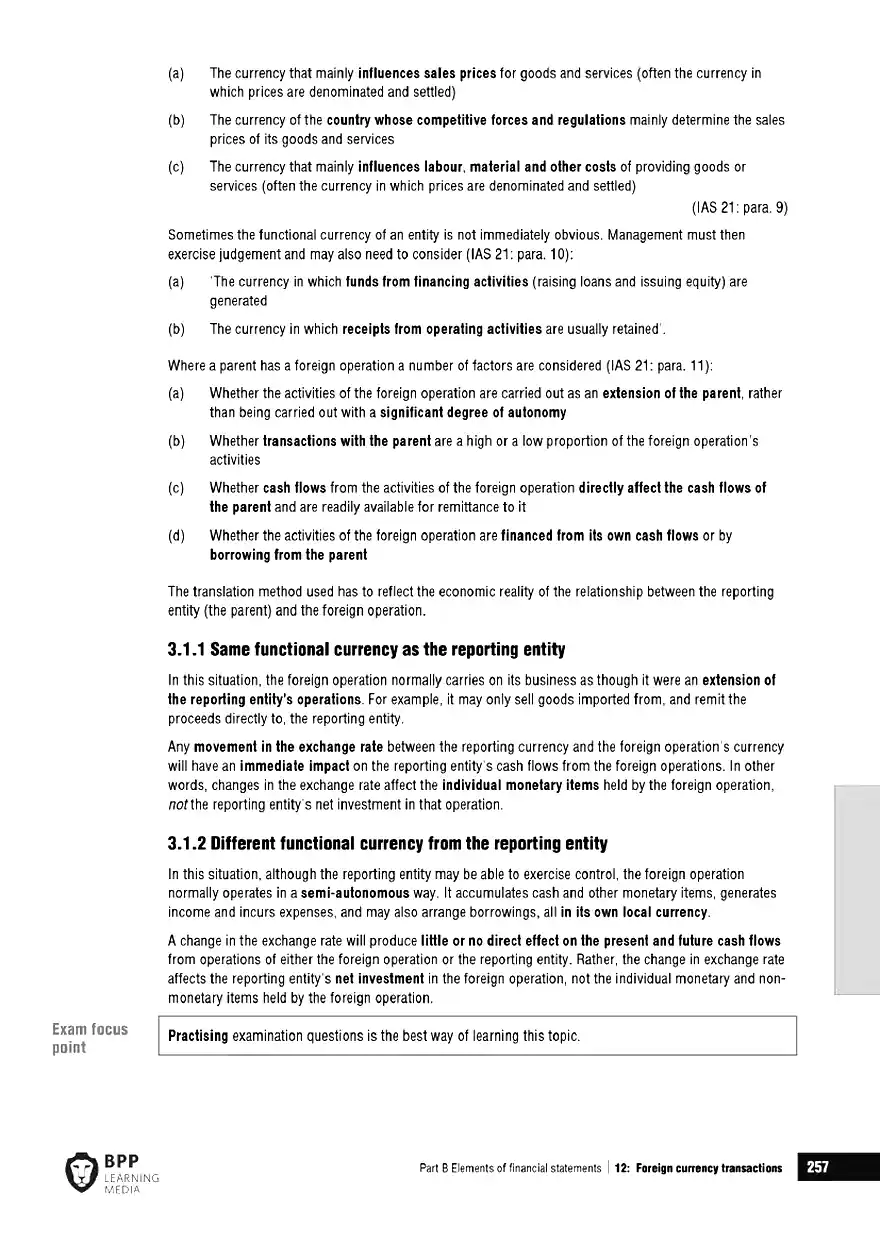 (a) The currency that mainly influences sales prices for goods and services (often the currency in
which prices are denominated and settled)
(b) The currency of the country whose competitive forces and regulations mainly determine the sales
prices of its goods and services
(c) The currency that mainly influences labour, material and other costs of providing goods or
services (often the currency in which prices are denominated and settled)
(IAS 21: para. 9)
Sometimes the functional currency of an entity is not immediately obvious. Management must then
exercise judgement and may also need to consider (IAS 21: para. 10):
(a) 'The currency in which funds from financing activities (raising loans and issuing equity) are
generated
(b) The currency in which receipts from operating activities are usually retained'.
Where a parent has a foreign operation a number of factors are considered (IAS 21: para. 11):
(a) Whether the activities of the foreign operation are carried out as an extension of the parent, rather
than being carried out with a significant degree of autonomy
(b) Whether transactions with the parent are a high or a low proportion of the foreign operation's
activities
(c) Whether cash flows from the activities of the foreign operation directly affect the cash flows of
the parent and are readily available for remittance to it
(d) Whether the activities of the foreign operation are financed from its own cash flows or by
borrowing from the parent
The translation method used has to reflect the economic reality of the relationship between the reporting
entity (the parent) and the foreign operation.
3.1.1 Same functional currency as the reporting entity
In this situation, the foreign operation normally carries on its business as though it were an extension of
the reporting entity's operations. For example, it may only sell goods imported from, and remit the
proceeds directly to, the reporting entity.
Any movement in the exchange rate between the reporting currency and the foreign operation's currency
will have an immediate impact on the reporting entity's cash flows from the foreign operations. In other
words, changes in the exchange rate affect the individual monetary items held by the foreign operation,
not the reporting entity's net investment in that operation.
3.1.2 Different functional currency from the reporting entity
In this situation, although the reporting entity may be able to exercise control, the foreign operation
normally operates in a semi-autonomous way. It accumulates cash and other monetary items, generates
income and incurs expenses, and may also arrange borrowings, all in its own local currency.
A change in the exchange rate will produce little or no direct effect on the present and future cash flows
from operations of either the foreign operation or the reporting entity. Rather, the change in exchange rate
affects the reporting entity's net investment in the foreign operation, not the individual monetary and non-
monetary items held by the foreign operation.
Exam focus
point
Practising examination questions is the best way of learning this topic.
BPP
LEARNING
MEDIA
Part B Elements of financial statements | 12: Foreign currency transactions 257